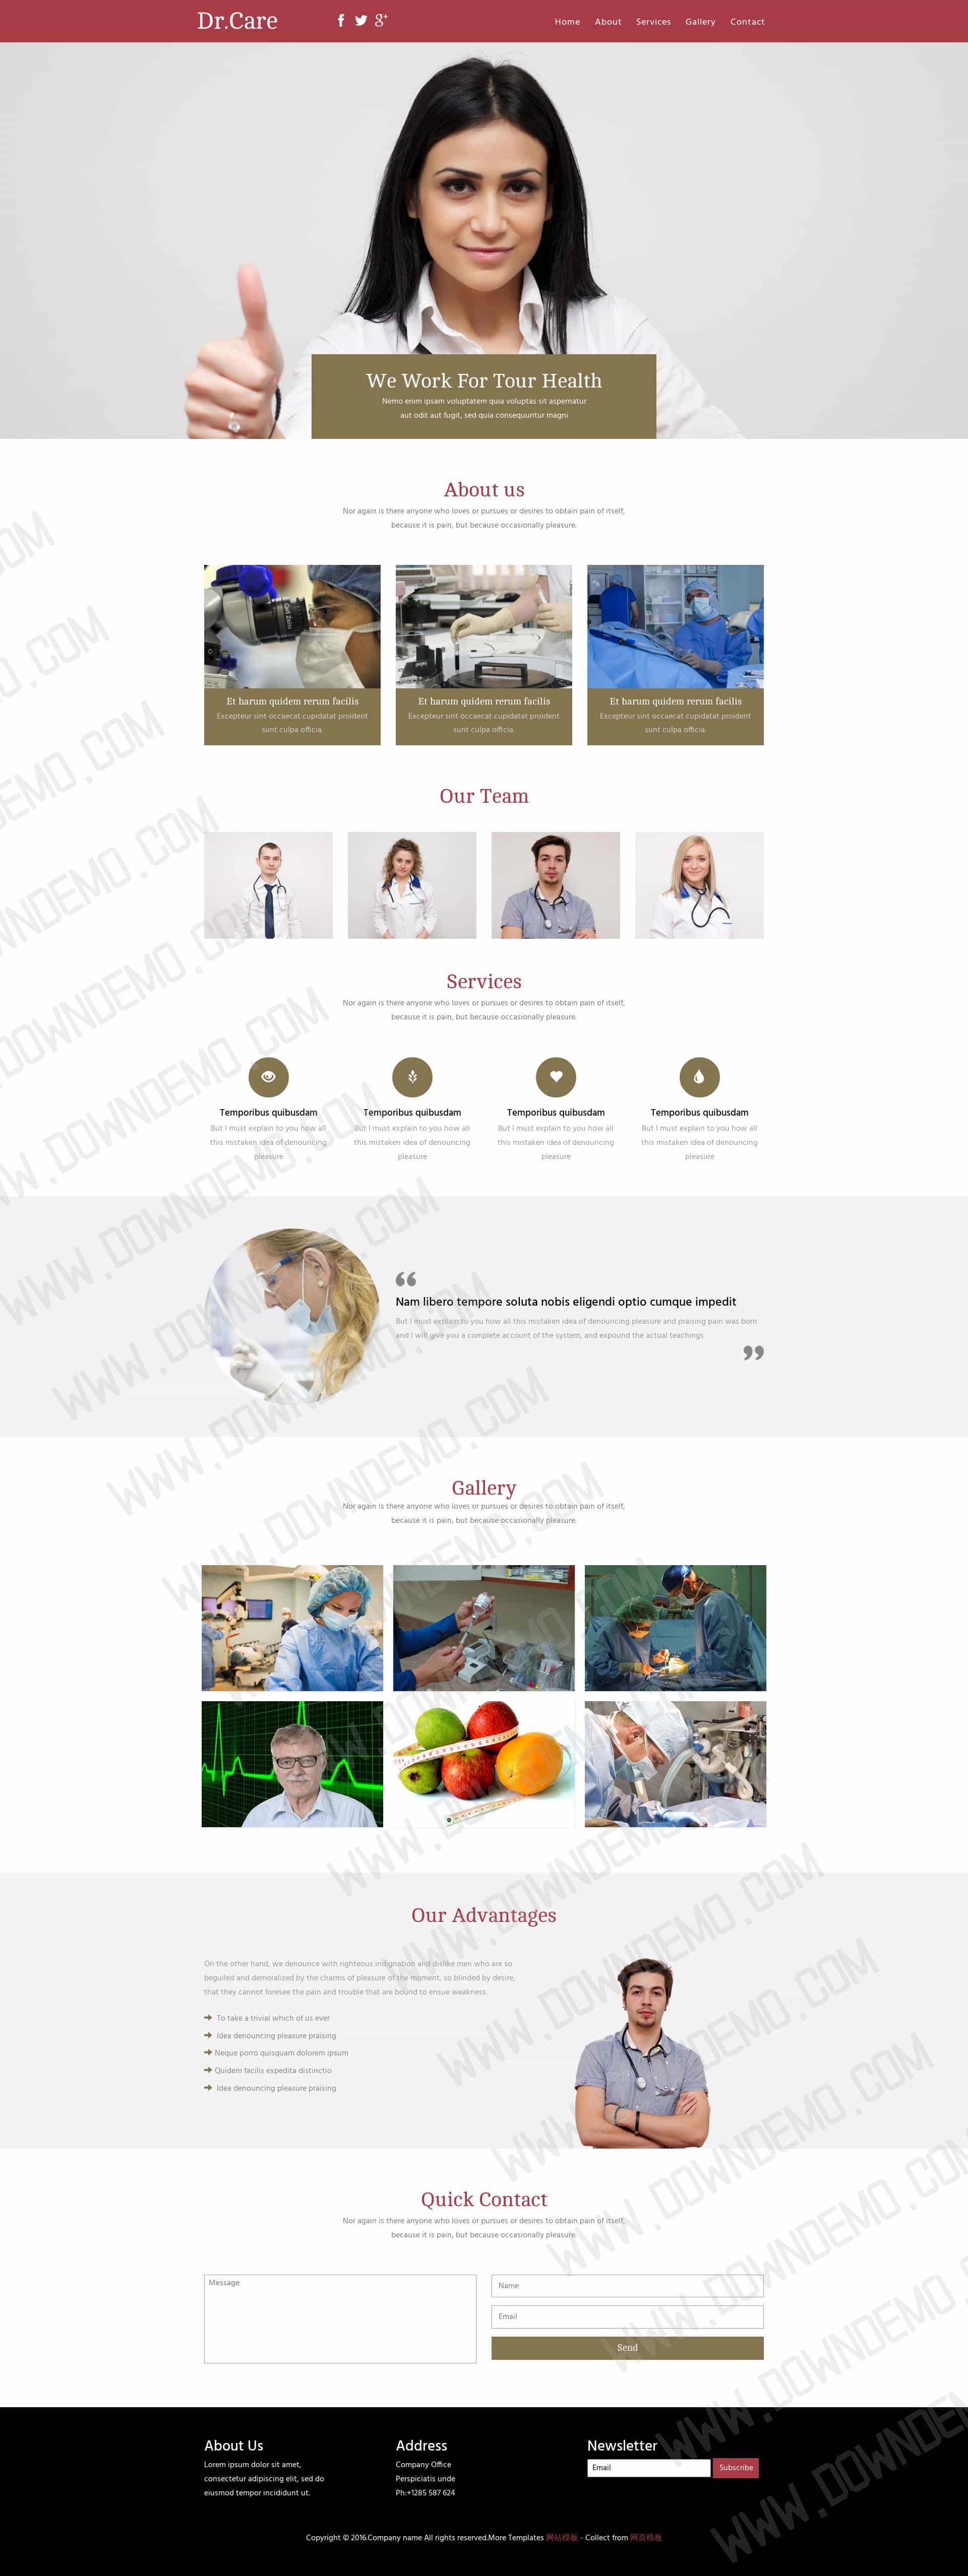 Dr.Care
Home About Services Gallery Contact
We Work For Tour Health
Nemo enim ipsam voluptatem quia voluptas sit aspernatur
aut odit aut fugit, sed quia consequuntur magni
About us
Nor again is there anyone who loves or pursues or desires to obtain pain of itself,
because it is pain, but because occasionally pleasure.
Carl Zeiss
Et harum quidem rerum facilis
Excepteur sint occaecat cupidatat proident
sunt culpa officia.
Et harum quidem rerum facilis
Excepteur sint occaecat cupidatat proident
sunt culpa officia.
Et harum quidem rerum facilis
Excepteur sint occaecat cupidatat proident
sunt culpa officia.
Our Team
Services
Nor again is there anyone who loves or pursues or desires to obtain pain of itself,
because it is pain, but because occasionally pleasure.
Temporibus quibusdam
But I must explain to you how all
this mistaken idea of denouncing
pleasure
Temporibus quibusdam
But I must explain to you how all
this mistaken idea of denouncing
pleasure
Temporibus quibusdam
But I must explain to you how all
this mistaken idea of denouncing
pleasure
Temporibus quibusdam
But I must explain to you how all
this mistaken idea of denouncing
pleasure
Nam libero tempore soluta nobis eligendi optio cumque impedit
But I must explain to you how all this mistaken idea of denouncing pleasure and praising pain was born
and I will give you a complete account of the system, and expound the actual teachings
Gallery
Nor again is there anyone who loves or pursues or desires to obtain pain of itself,
because it is pain, but because occasionally pleasure.
Our Advantages
On the other hand, we denounce with righteous indignation and dislike men who are so
beguiled and demoralized by the charms of pleasure of the moment, so blinded by desire,
that they cannot foresee the pain and trouble that are bound to ensue weakness
To take a trivial which of us ever
Idea denouncing pleasure praising
Neque porro quisquam dolorem ipsum
Quidem facilis expedita distinctio
Idea denouncing pleasure praising
Quick Contact
Nor again is there anyone who loves or pursues or desires to obtain pain of itself,
because it is pain, but because occasionally pleasure.
Message
Name
Email
Send
About Us
Lorem ipsum dolor sit amet,
consectetur adipiscing elit, sed do
eiusmod tempor incididunt ut.
Address
Company Office
Perspiciatis unde
Ph:+1285 587 624
Newsletter
Email Subscribe
Copyright © 2016.Company name All rights reserved.More Templates 网站模板 - Collect from 网页模板
WWW.DOWNDEMO.COM